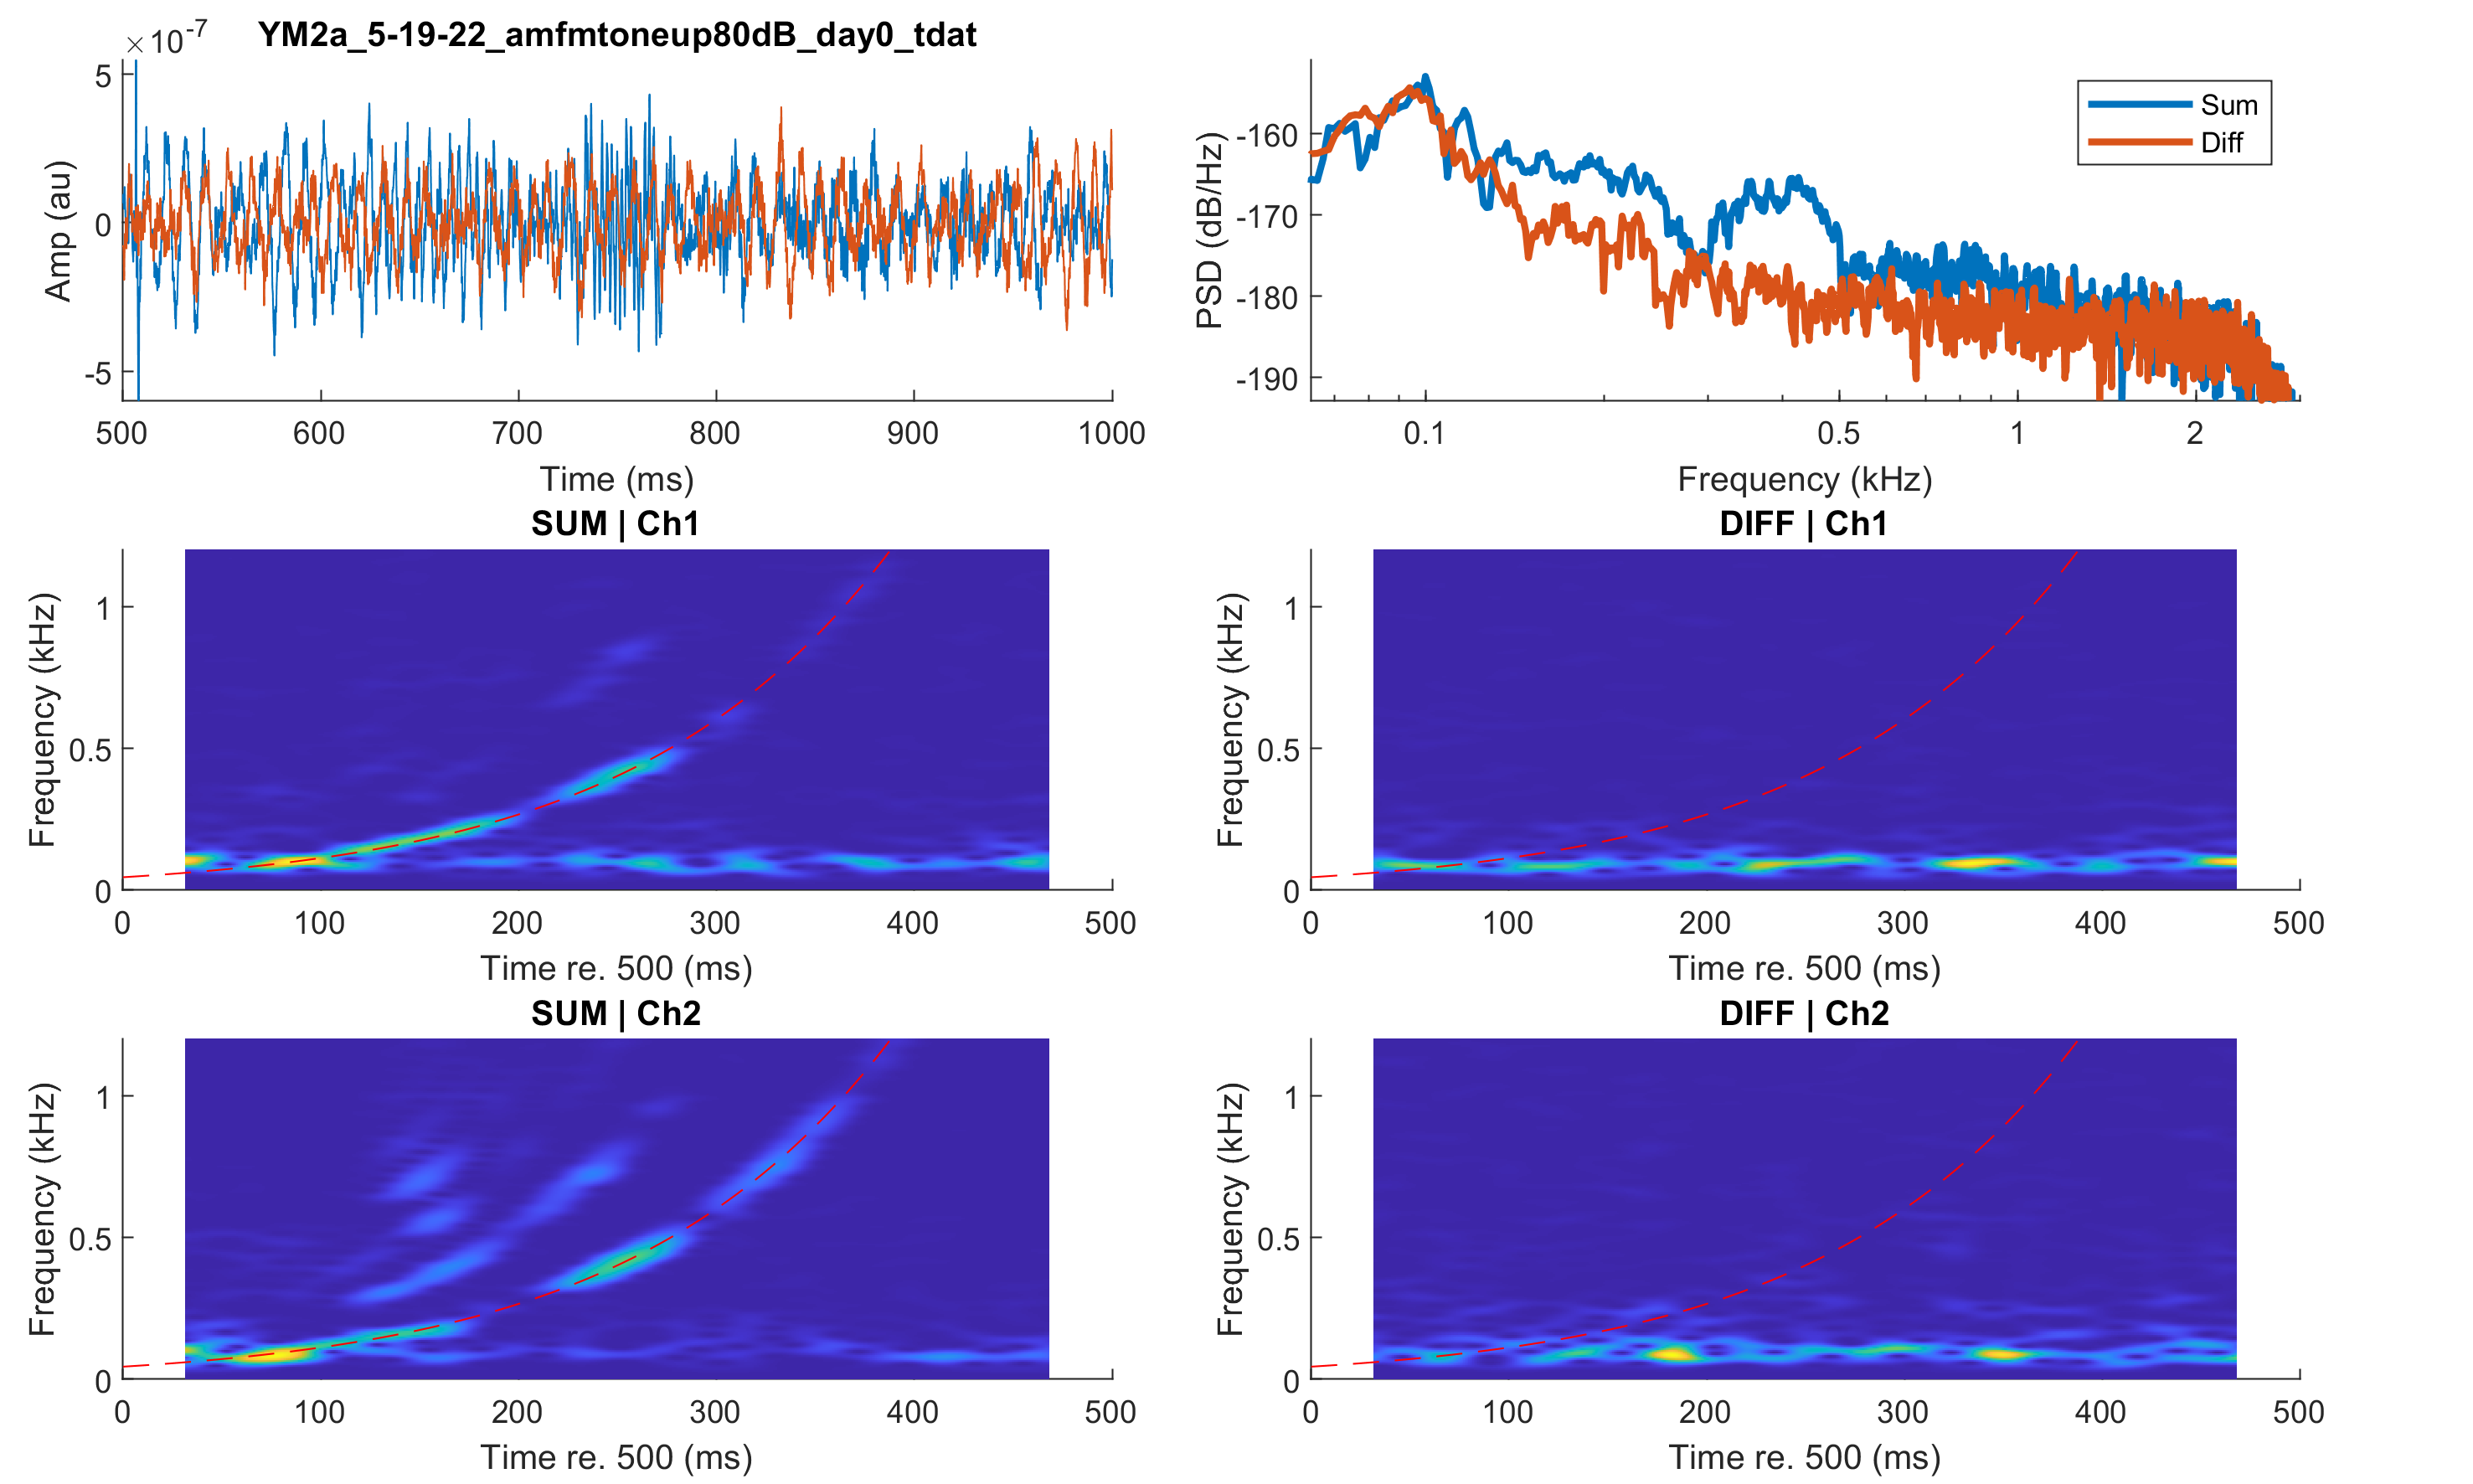 YM2a_5-19-22_amfmtoneup80dB_day0_tdat
×10-7
5
0
-5
Amp (au)
500 600 700 800 900 1000
Time (ms)
Sum
Diff
-160
-170
-180
-190
PSD (dB/Hz)
0.1 0.5 1 2
Frequency (kHz)
SUM | Ch1
1
0.5
0
Frequency (kHz)
0 100 200 300 400 500
Time re. 500 (ms)
DIFF | Ch1
1
0.5
0
Frequency (kHz)
0 100 200 300 400 500
Time re. 500 (ms)
SUM | Ch2
1
0.5
0
Frequency (kHz)
0 100 200 300 400 500
Time re. 500 (ms)
DIFF | Ch2
1
0.5
0
Frequency (kHz)
0 100 200 300 400 500
Time re. 500 (ms)